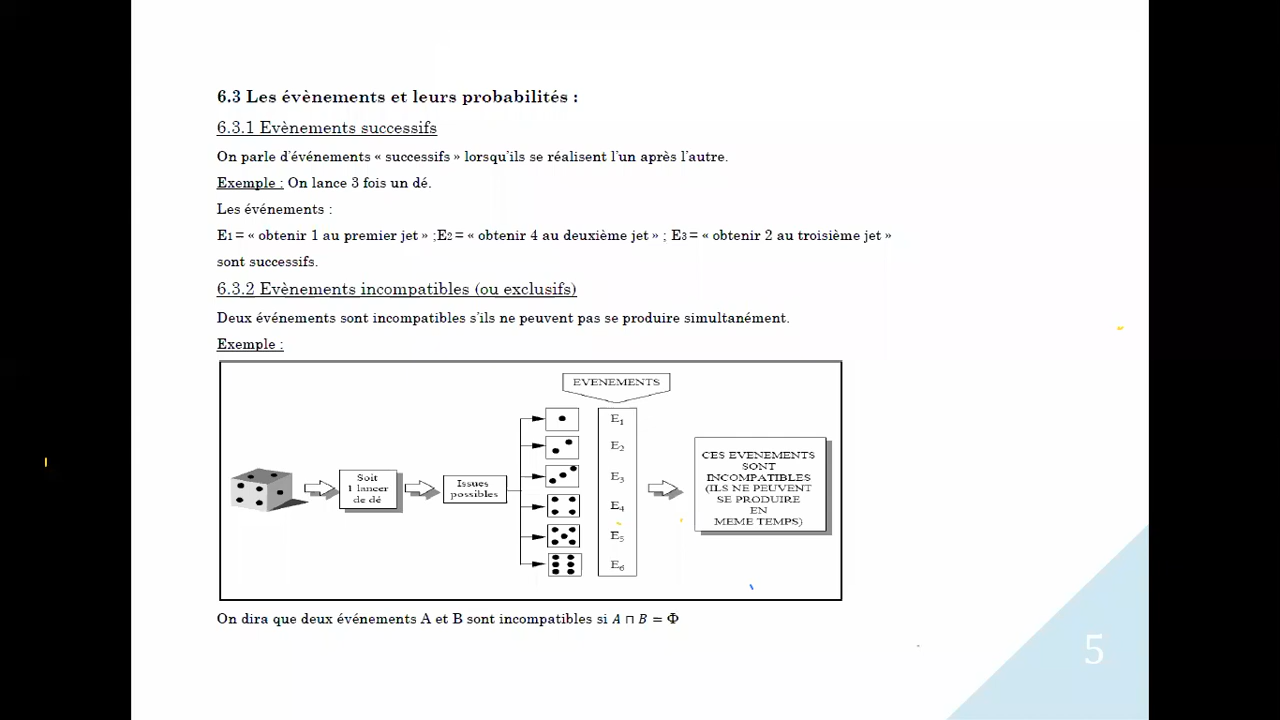 6.3 Les évènements et leurs probabilités :
6.3.1 Evènements successifs
On parle d'événements « successifs » lorsqu'ils se réalisent l'un après l'autre.
Exemple : On lance 3 fois un dé.
Les événements :
E1 = « obtenir 1 au premier jet » ;E2 = « obtenir 4 au deuxième jet » ; E3 = « obtenir 2 au troisième jet »
sont successifs.
6.3.2 Evènements incompatibles (ou exclusifs)
Deux événements sont incompatibles s'ils ne peuvent pas se produire simultanément.
Exemple :
EVENEMENTS
Soit
1 lancer
de dé
Issues
possibles
E1
E2
E3
E4
E5
E6
CES EVENEMENTS
SONT
INCOMPATIBLES
(ILS NE PEUVENT
SE PRODUIRE
EN
MEME TEMPS)
On dira que deux événements A et B sont incompatibles si A ⊓ B = Φ
5